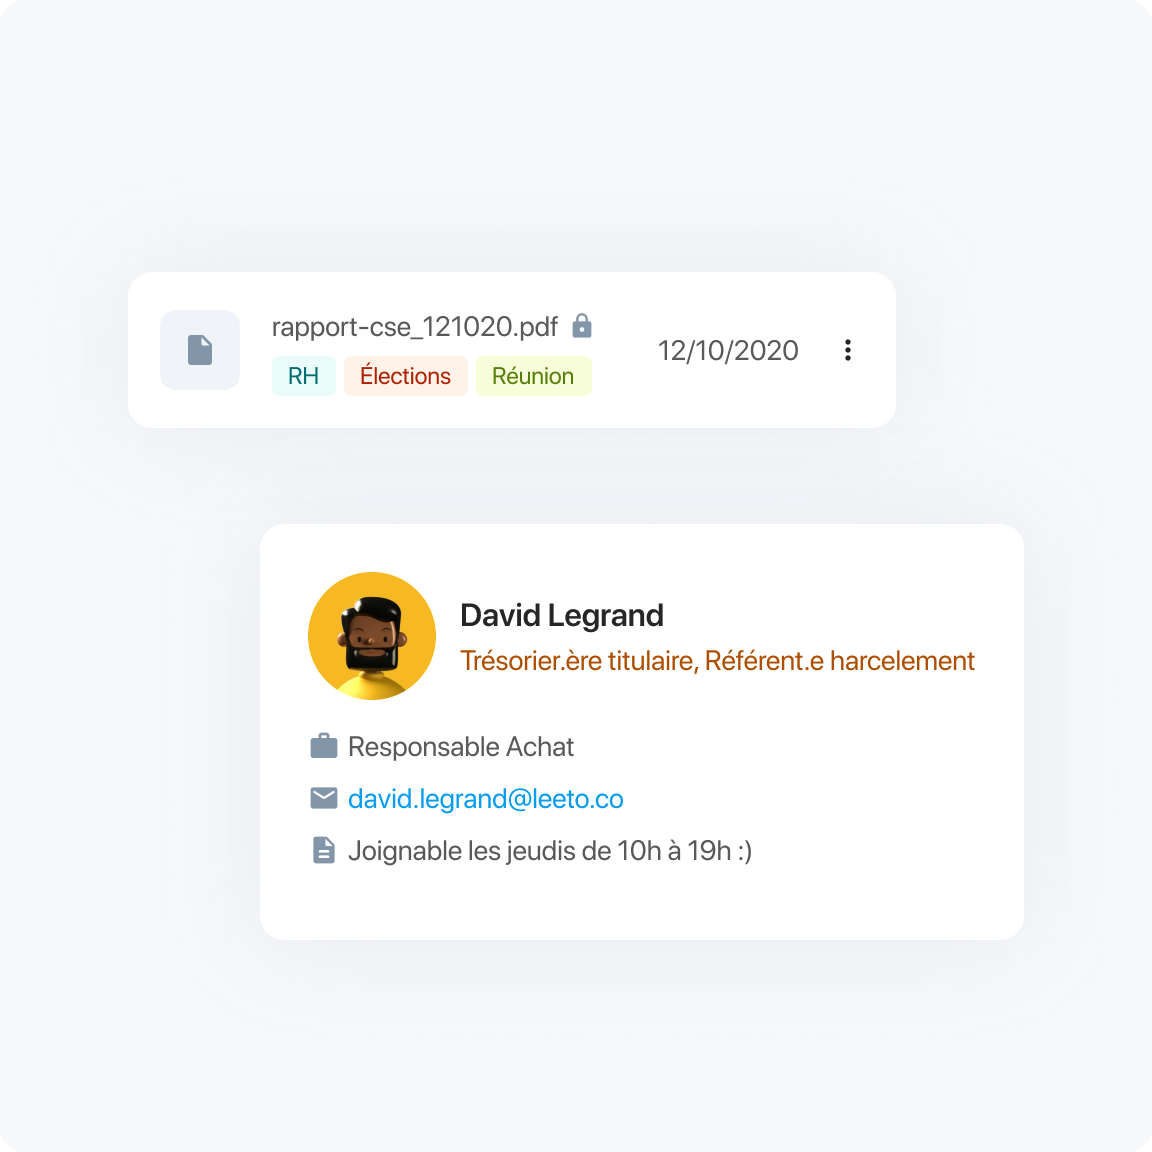 rapport-cse_121020.pdf
RH Élections Réunion
12/10/2020
David Legrand
Trésorier.ère titulaire, Référent.e harcelement
Responsable Achat
david.legrand@leeto.co
Joignable les jeudis de 10h à 19h :)